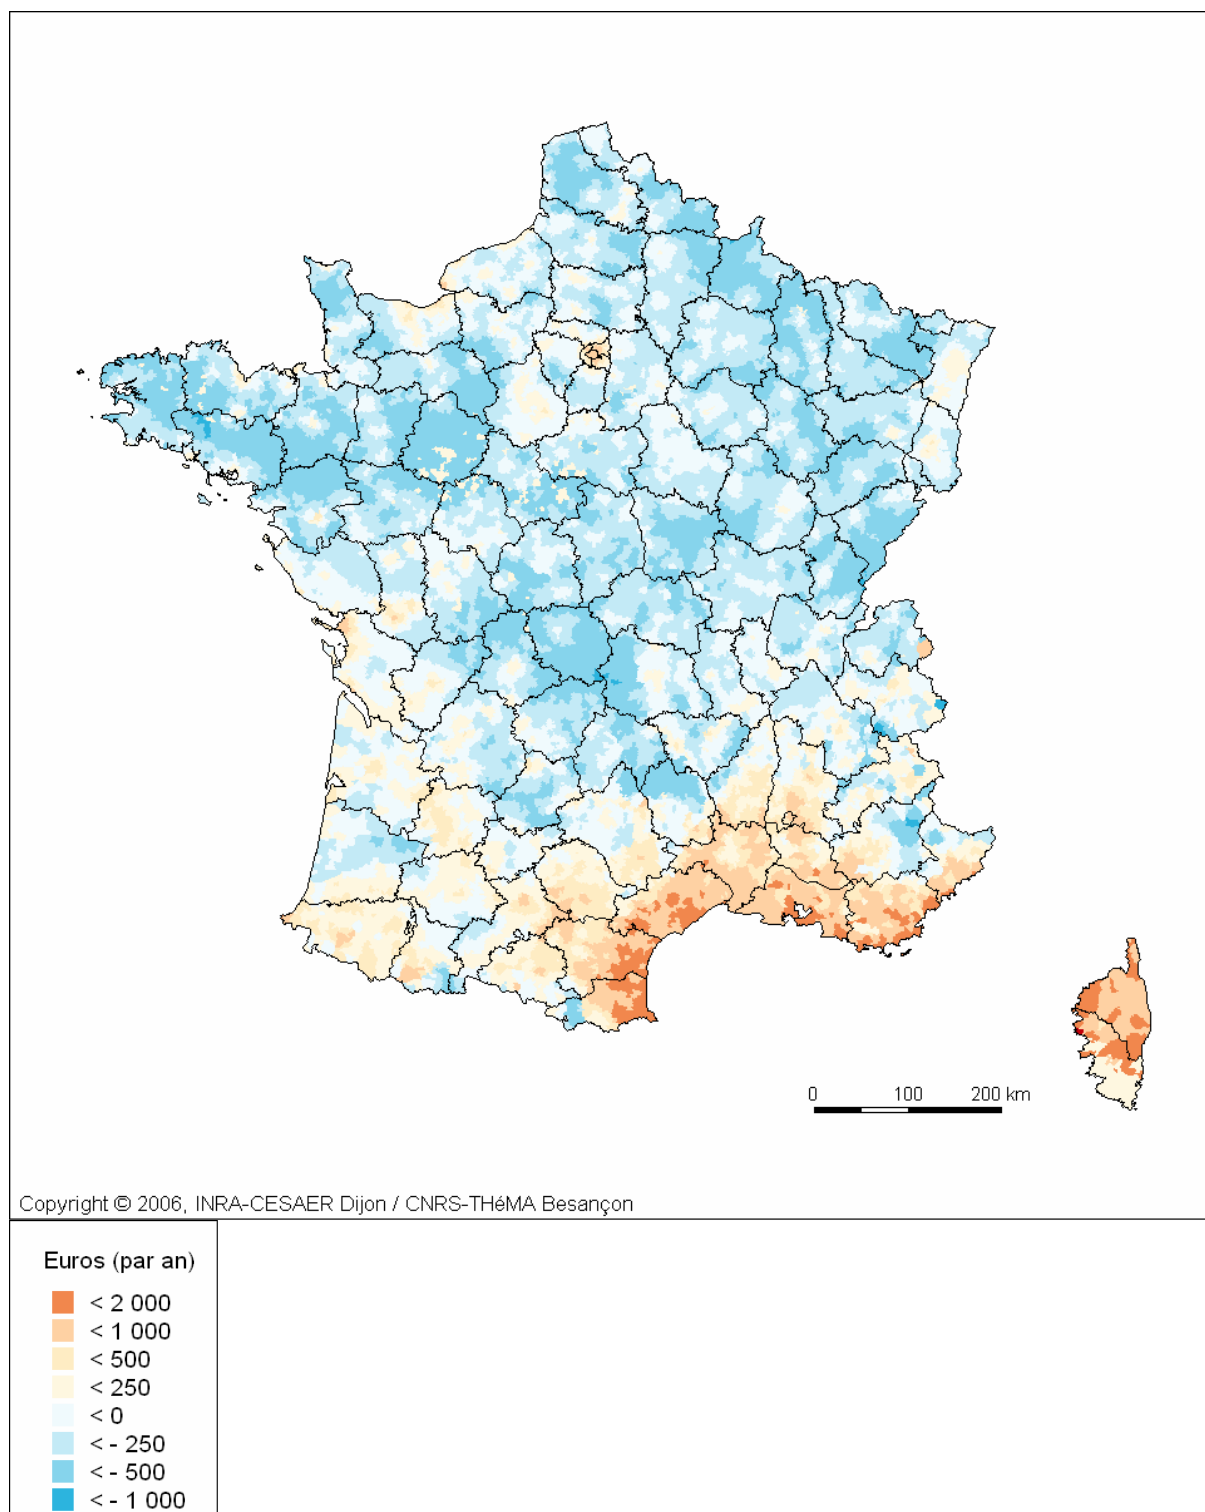 0 100 200 km
Copyright © 2006, INRA-CESAER Dijon / CNRS-THéMA Besançon
Euros (par an)
< 2 000
< 1 000
< 500
< 250
< 0
< - 250
< - 500
< - 1 000